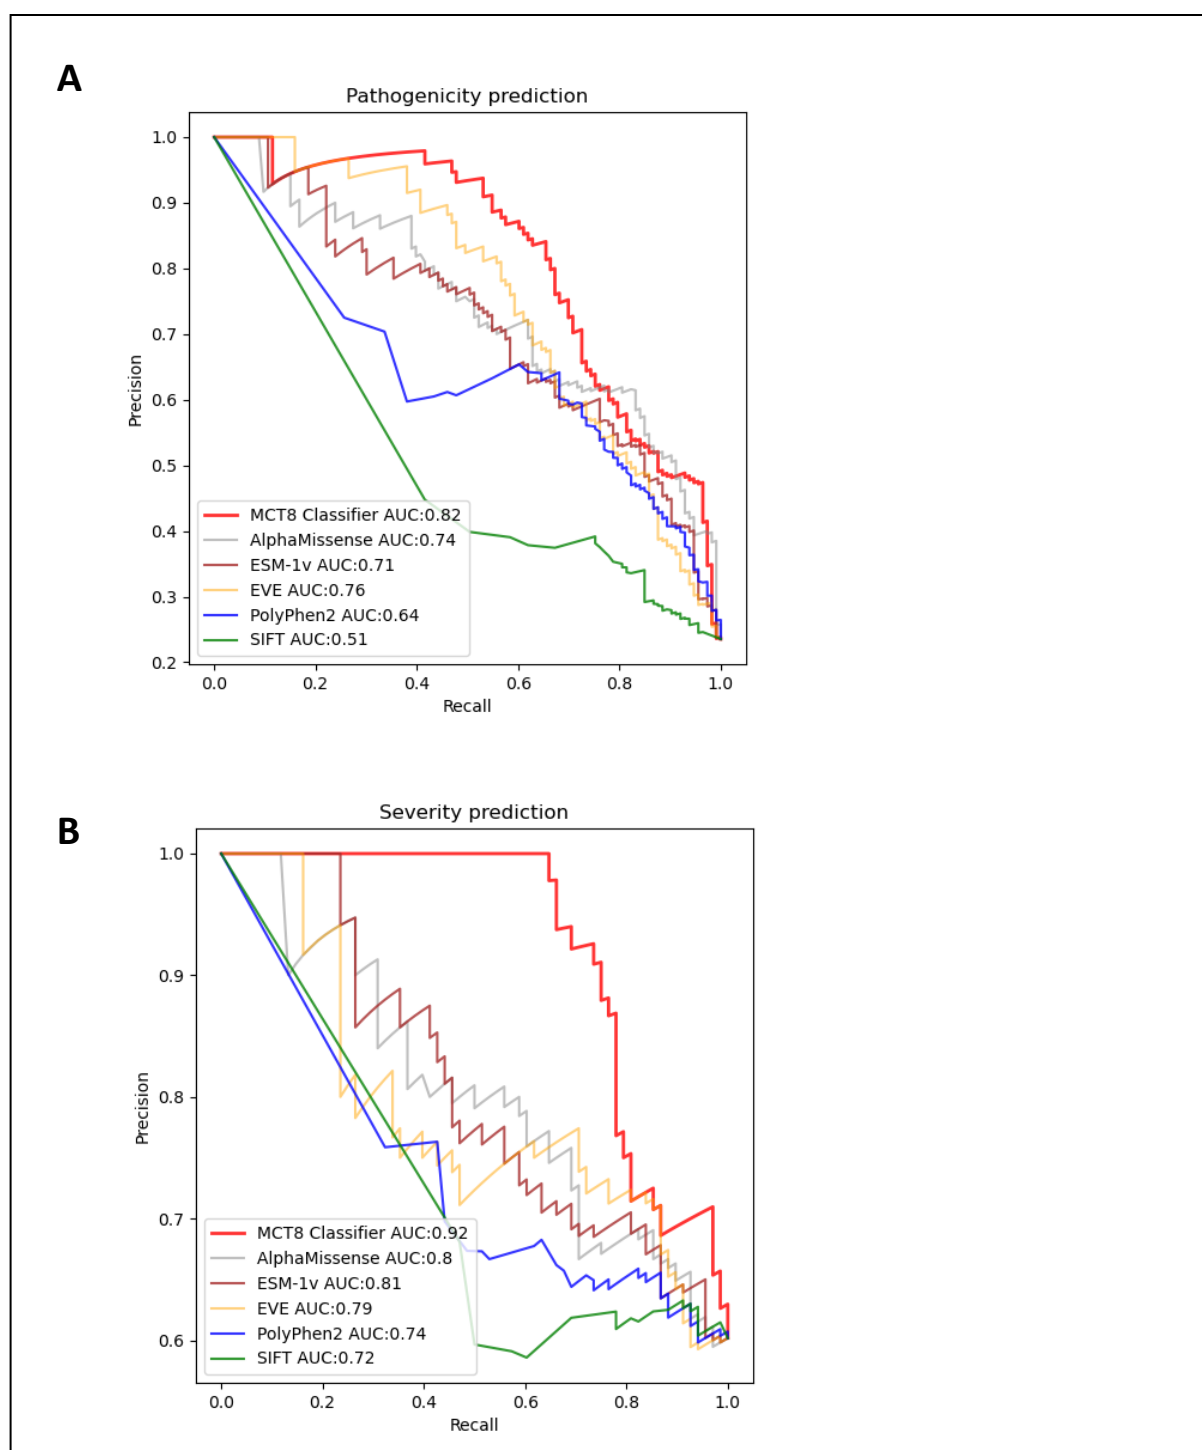 A
Pathogenicity prediction
1.0
0.9
0.8
0.7
0.6
0.5
0.4
0.3
0.2
Precision
MCT8 Classifier AUC:0.82
AlphaMissense AUC:0.74
ESM-1v AUC:0.71
EVE AUC:0.76
PolyPhen2 AUC:0.64
SIFT AUC:0.51
0.0 0.2 0.4 0.6 0.8 1.0
Recall
B
Severity prediction
1.0
0.9
0.8
0.7
0.6
Precision
MCT8 Classifier AUC:0.92
AlphaMissense AUC:0.8
ESM-1v AUC:0.81
EVE AUC:0.79
PolyPhen2 AUC:0.74
SIFT AUC:0.72
0.0 0.2 0.4 0.6 0.8 1.0
Recall